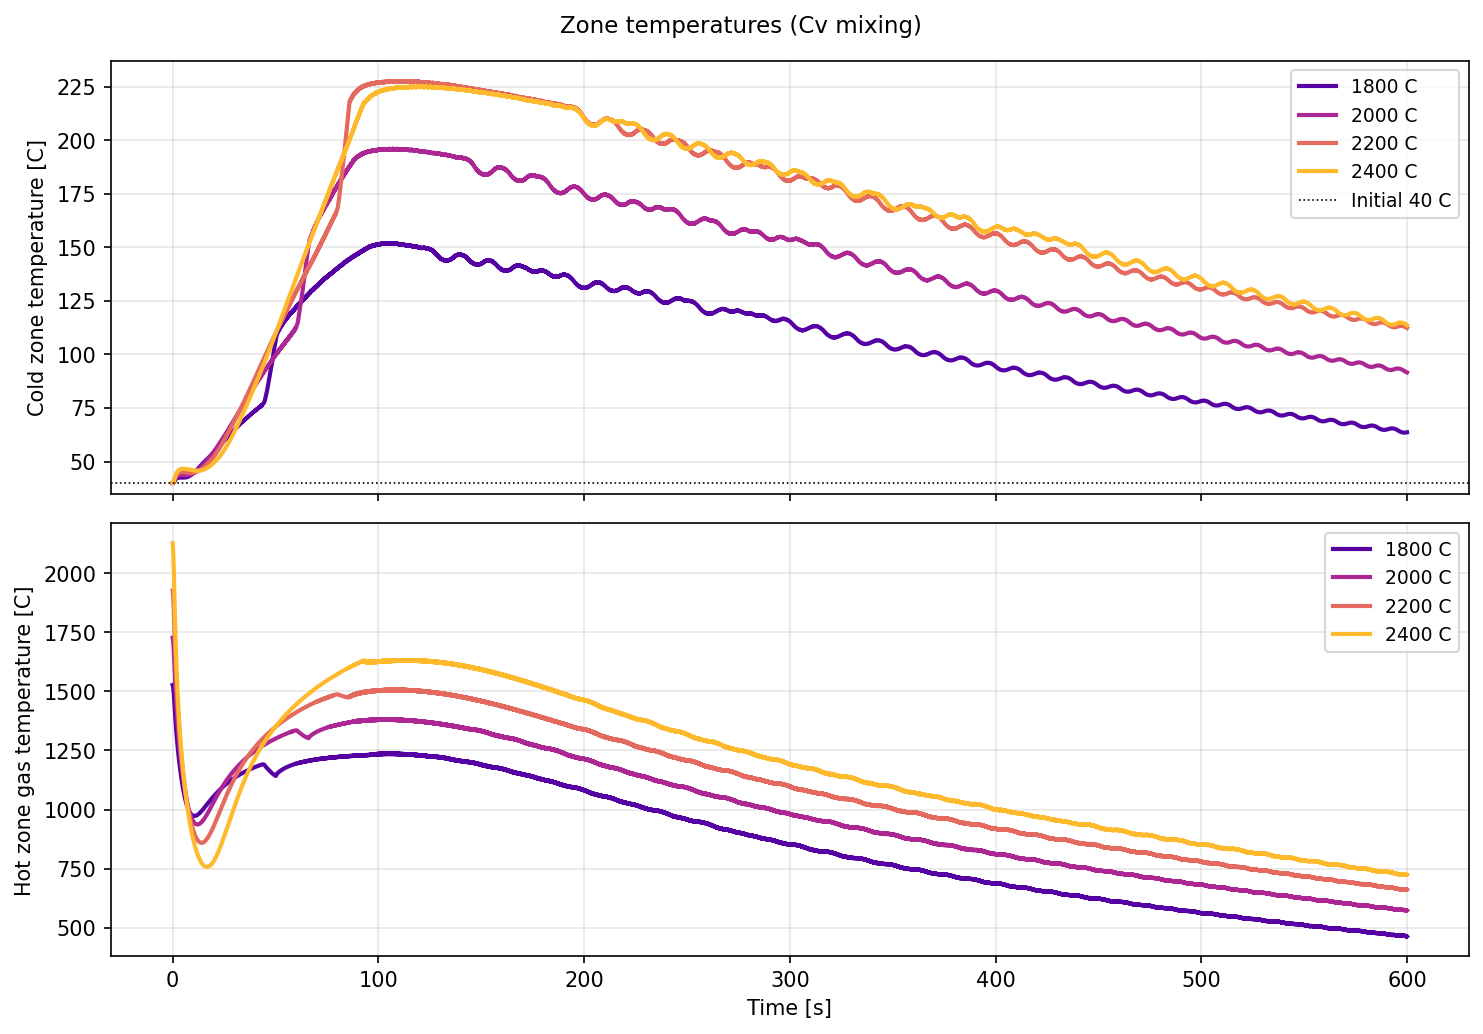 Zone temperatures (Cv mixing)
Cold zone temperature [C]
225
200
175
150
125
100
75
50
1800 C
2000 C
2200 C
2400 C
Initial 40 C
Hot zone gas temperature [C]
2000
1750
1500
1250
1000
750
500
1800 C
2000 C
2200 C
2400 C
0 100 200 300 400 500 600
Time [s]